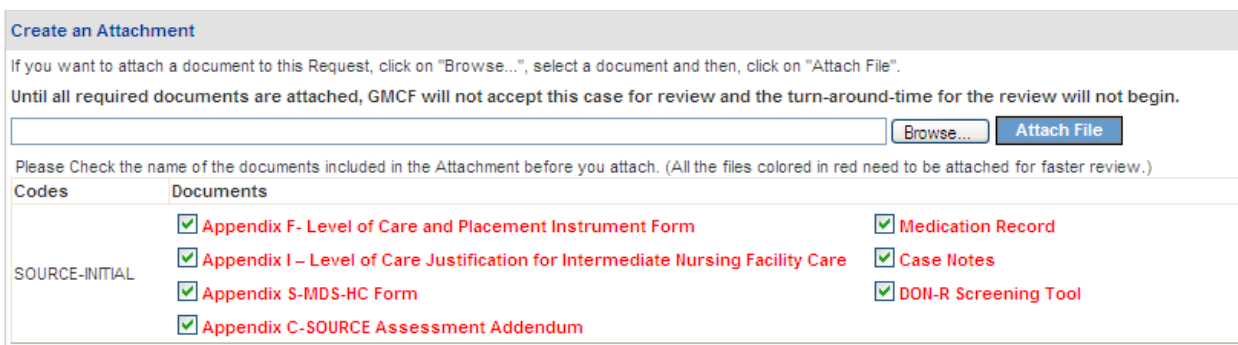 Create an Attachment
If you want to attach a document to this Request, click on "Browse...", select a document and then, click on "Attach File".
Until all required documents are attached, GMCF will not accept this case for review and the turn-around-time for the review will not begin.
Browse... Attach File
Please Check the name of the documents included in the Attachment before you attach. (All the files colored in red need to be attached for faster review.)
Codes Documents
Appendix F- Level of Care and Placement Instrument Form Medication Record
Appendix I – Level of Care Justification for Intermediate Nursing Facility Care Case Notes
SOURCE-INITIAL
Appendix S-MDS-HC Form DON-R Screening Tool
Appendix C-SOURCE Assessment Addendum